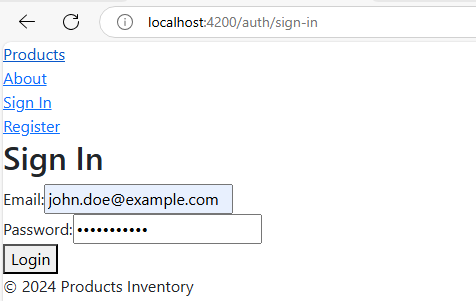 localhost:4200/auth/sign-in
Products
About
Sign In
Register
Sign In
Email: john.doe@example.com
Password: •••••••••••
Login
© 2024 Products Inventory